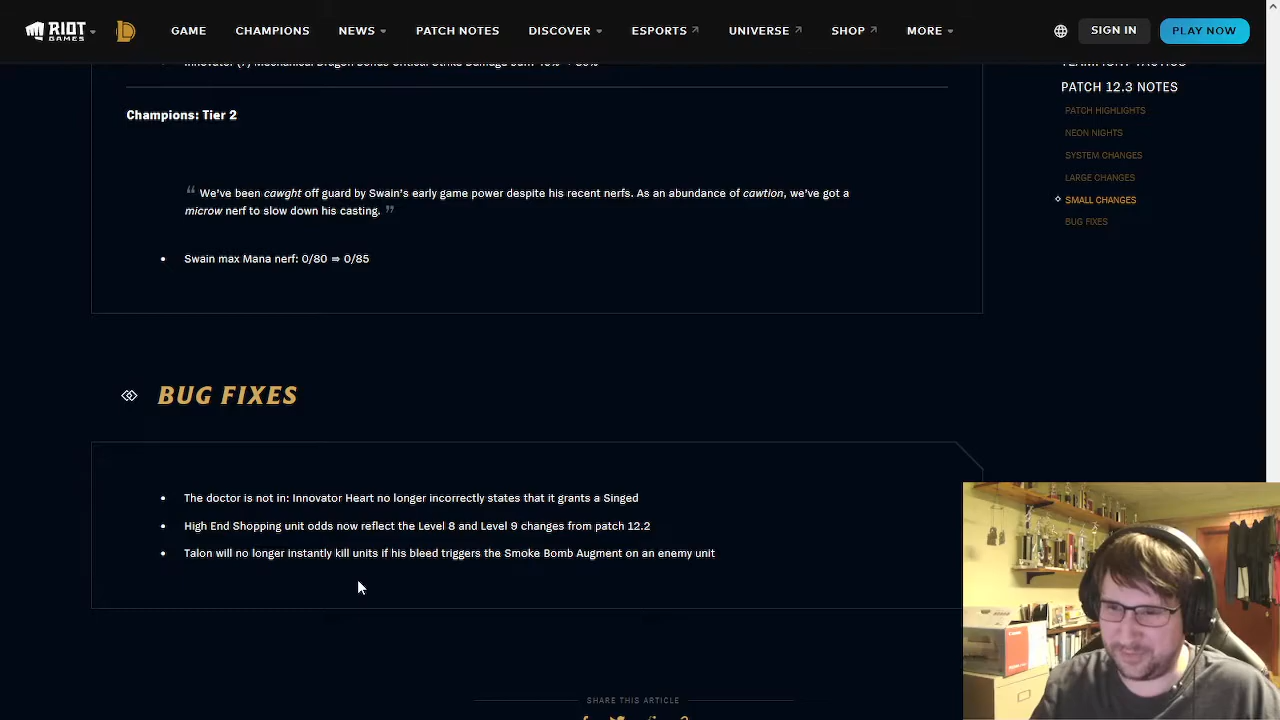 RIOT GAMES
GAME
CHAMPIONS
NEWS
PATCH NOTES
DISCOVER
ESPORTS
UNIVERSE
SHOP
MORE
SIGN IN
PLAY NOW
Champions: Tier 2
“ We've been cawght off guard by Swain's early game power despite his recent nerfs. As an abundance of cawtion, we've got a
microw nerf to slow down his casting. ”
• Swain max Mana nerf: 0/80 ⇒ 0/85
BUG FIXES
• The doctor is not in: Innovator Heart no longer incorrectly states that it grants a Singed
• High End Shopping unit odds now reflect the Level 8 and Level 9 changes from patch 12.2
• Talon will no longer instantly kill units if his bleed triggers the Smoke Bomb Augment on an enemy unit
SHARE THIS ARTICLE
TEAMFIGHT TACTICS
PATCH 12.3 NOTES
PATCH HIGHLIGHTS
NEON NIGHTS
SYSTEM CHANGES
LARGE CHANGES
SMALL CHANGES
BUG FIXES